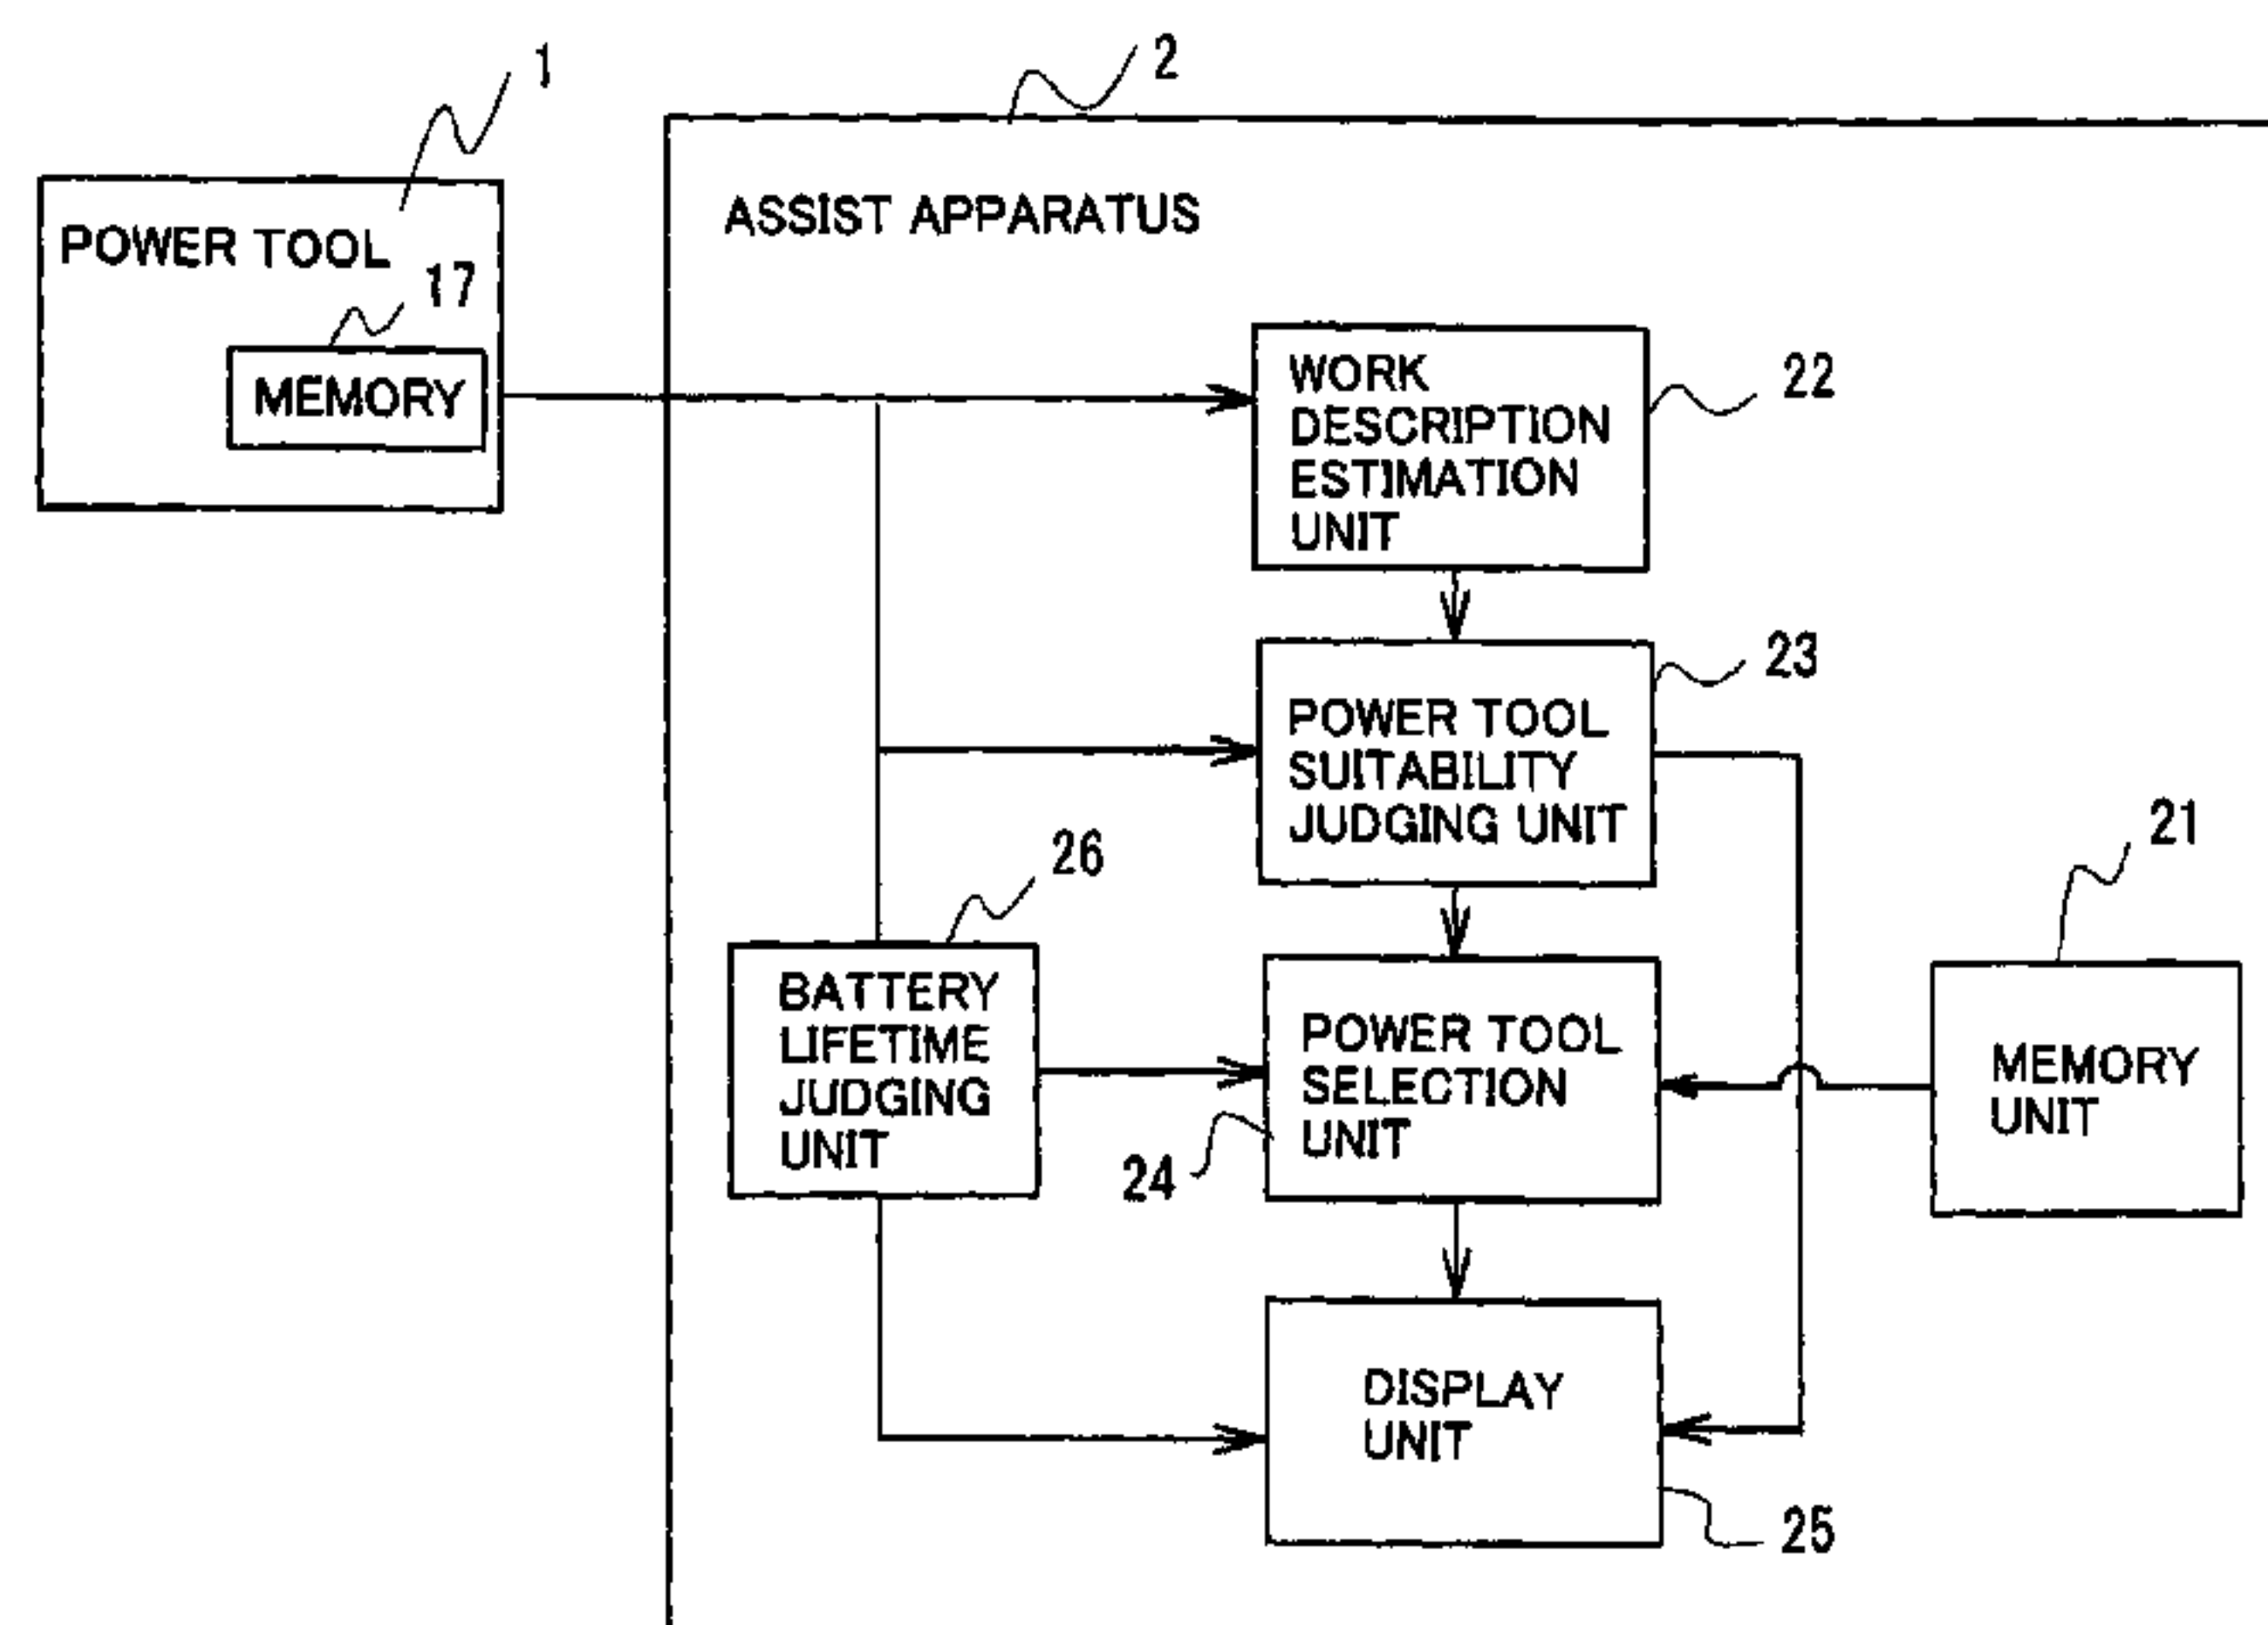 1
2
POWER TOOL
17
MEMORY
ASSIST APPARATUS
WORK
DESCRIPTION
ESTIMATION
UNIT
22
POWER TOOL
SUITABILITY
JUDGING UNIT
23
26
BATTERY
LIFETIME
JUDGING
UNIT
POWER TOOL
SELECTION
UNIT
24
21
MEMORY
UNIT
DISPLAY
UNIT
25